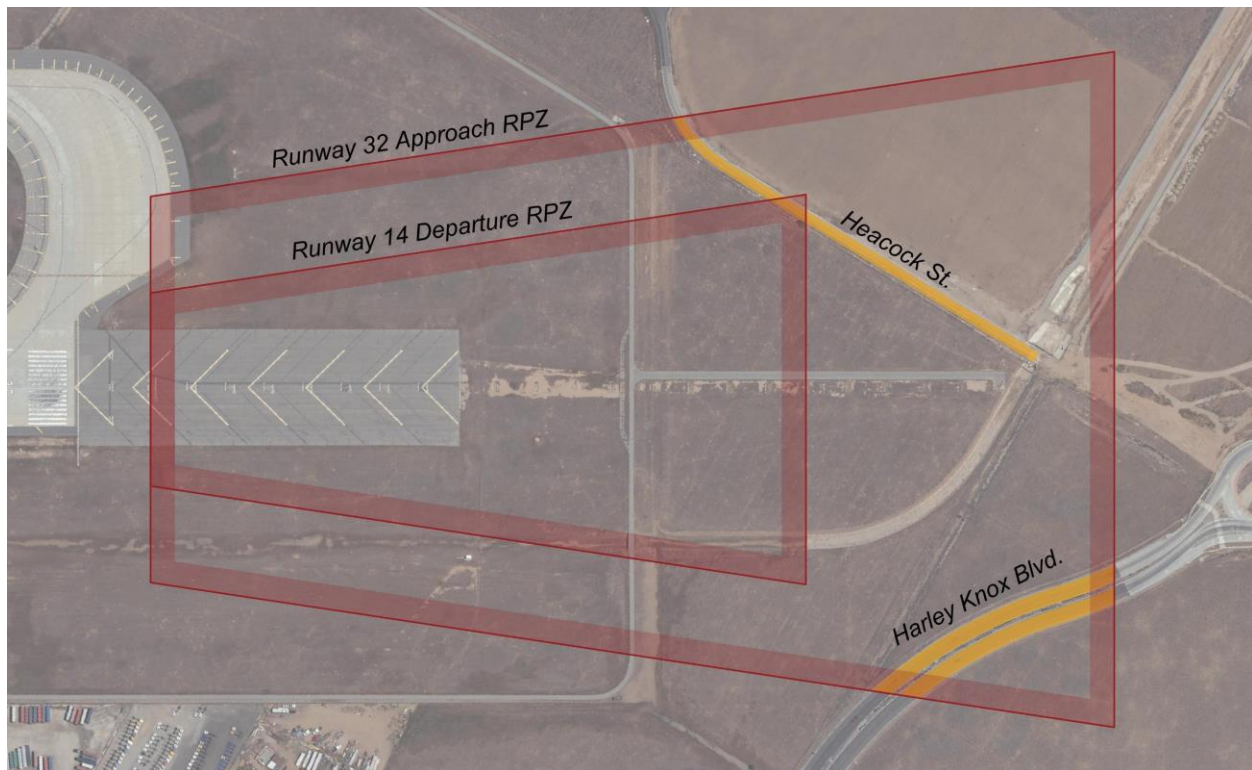 Runway 32 Approach RPZ
Runway 14 Departure RPZ
Heacock St.
Harley Knox Blvd.